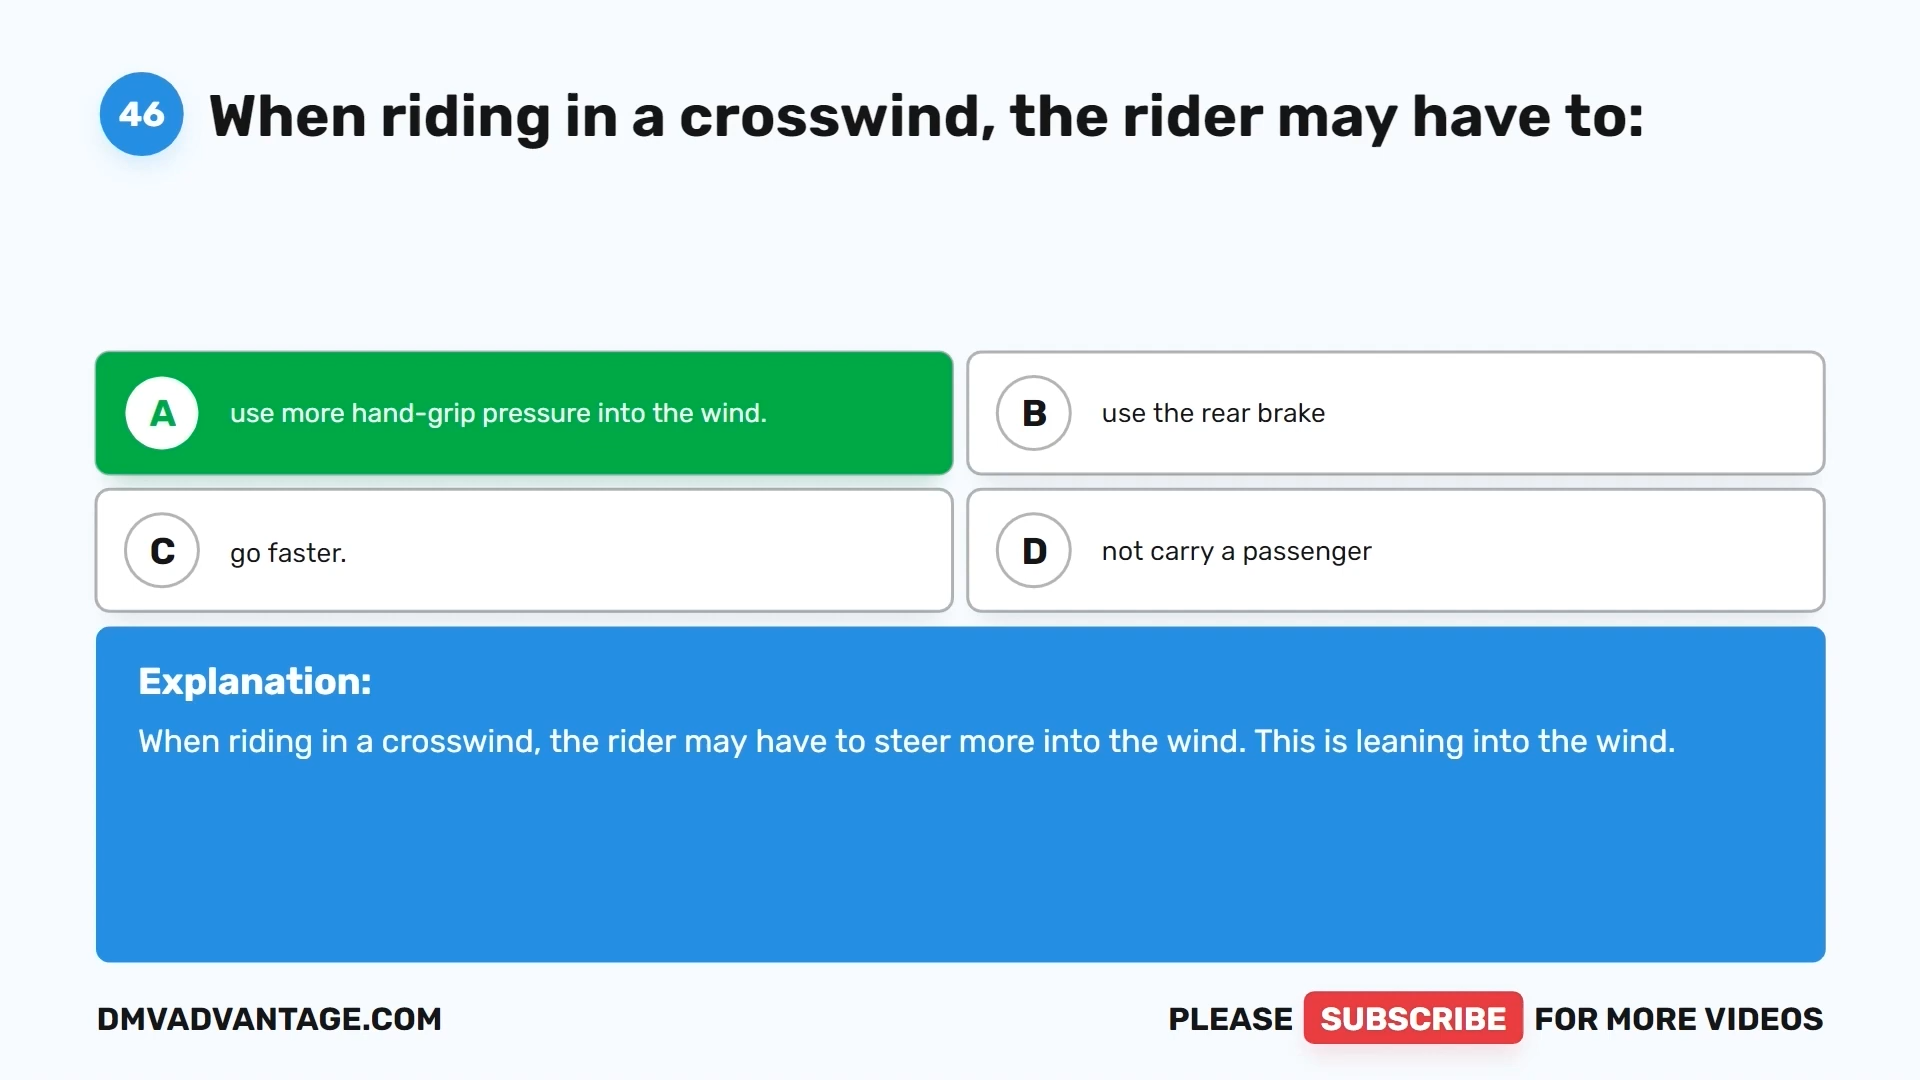 46 When riding in a crosswind, the rider may have to:
A use more hand-grip pressure into the wind.
B use the rear brake
C go faster.
D not carry a passenger
Explanation:
When riding in a crosswind, the rider may have to steer more into the wind. This is leaning into the wind.
DMVADVANTAGE.COM
PLEASE SUBSCRIBE FOR MORE VIDEOS